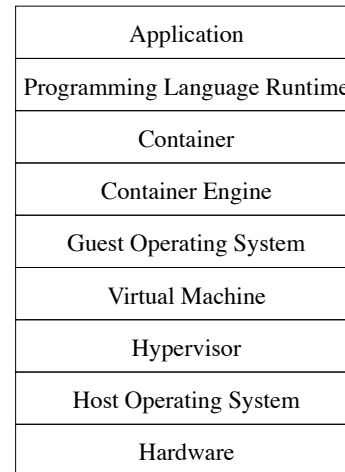 Application
Programming Language Runtime
Container
Container Engine
Guest Operating System
Virtual Machine
Hypervisor
Host Operating System
Hardware